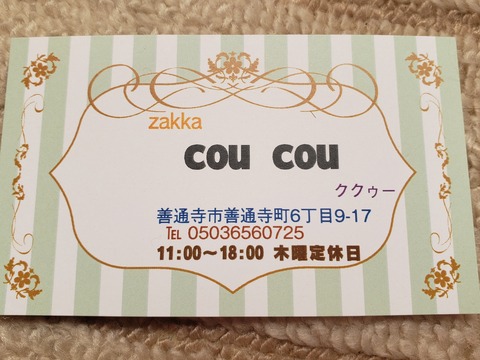 zakka
cou cou
ククゥー
善通寺市善通寺町6丁目9-17
℡ 05036560725
11:00～18:00 木曜定休日